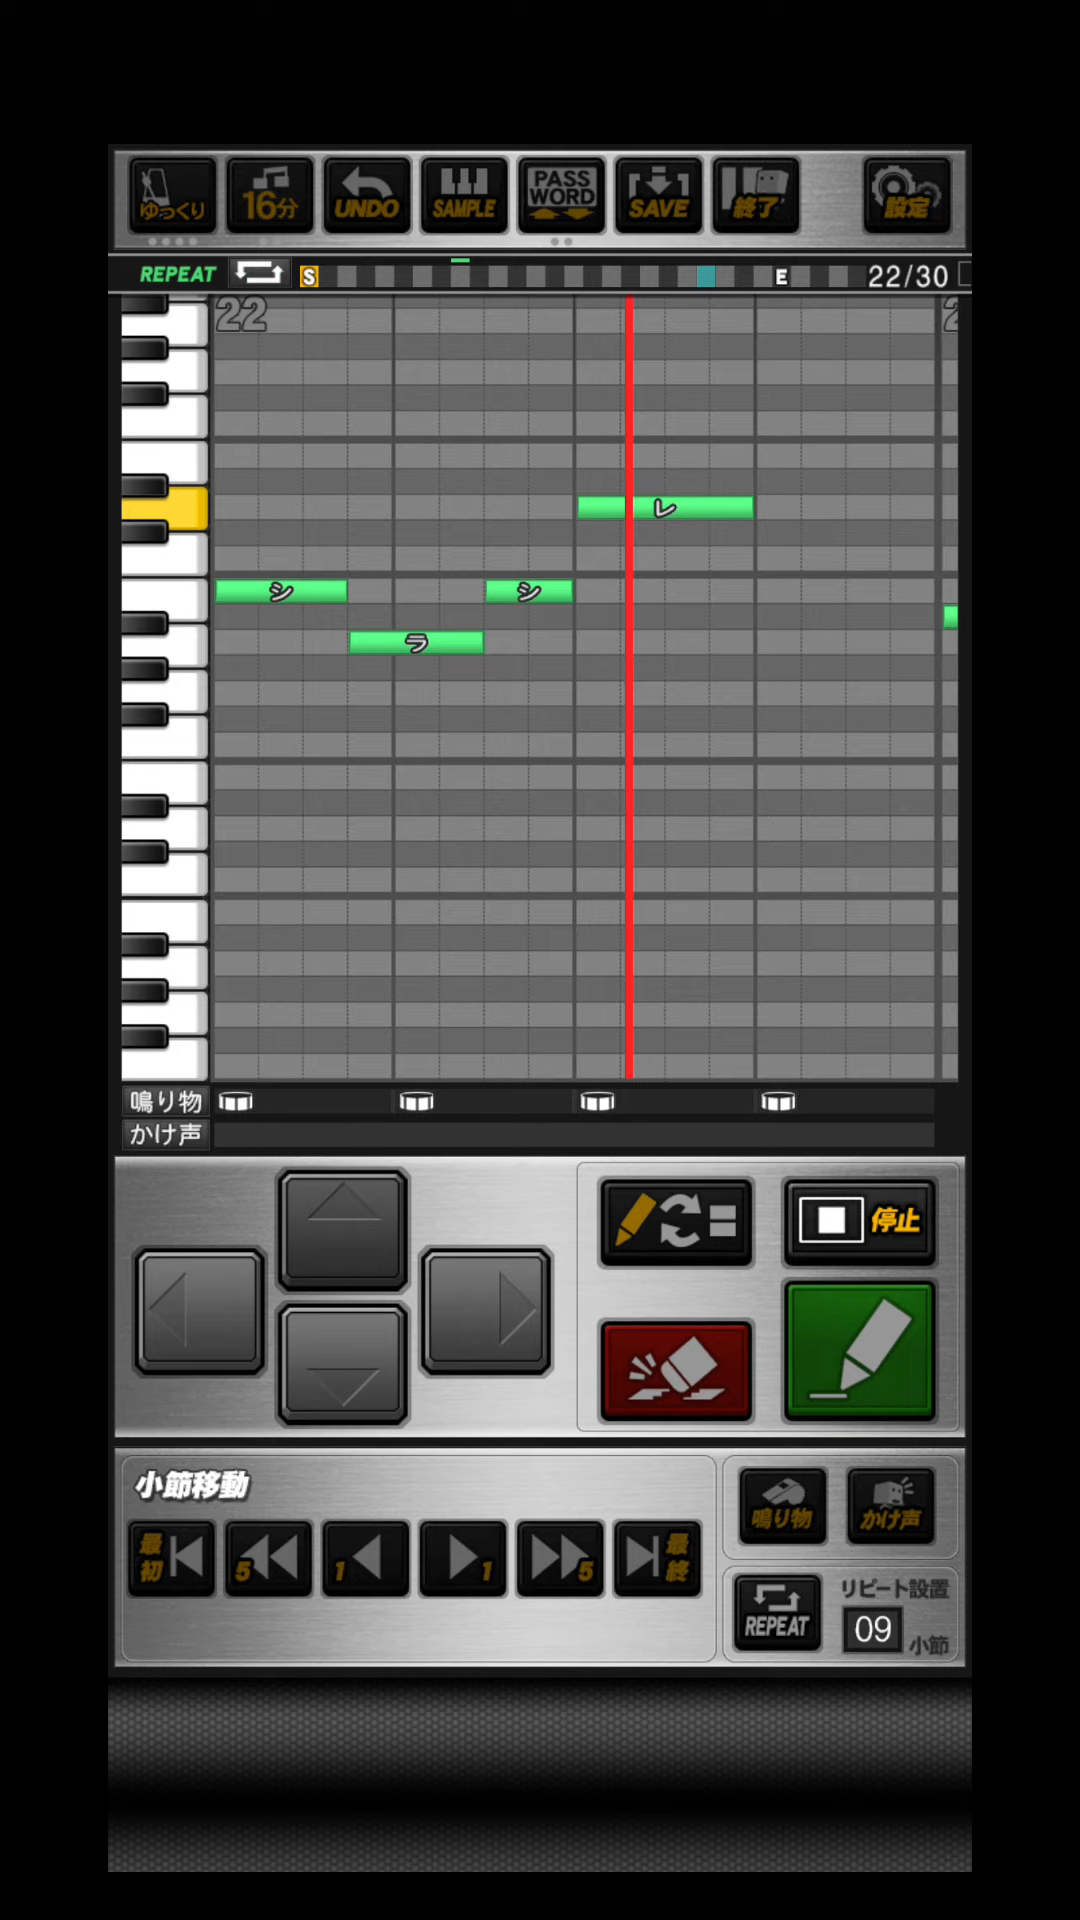 ゆっくり
16分
UNDO
SAMPLE
PASS
WORD
SAVE
終了
設定
REPEAT
S
E
22/30
22
レ
シ
シ
ラ
鳴り物
かけ声
停止
小節移動
最初
5
1
1
5
最終
鳴り物
かけ声
REPEAT
リピート設置
09
小節